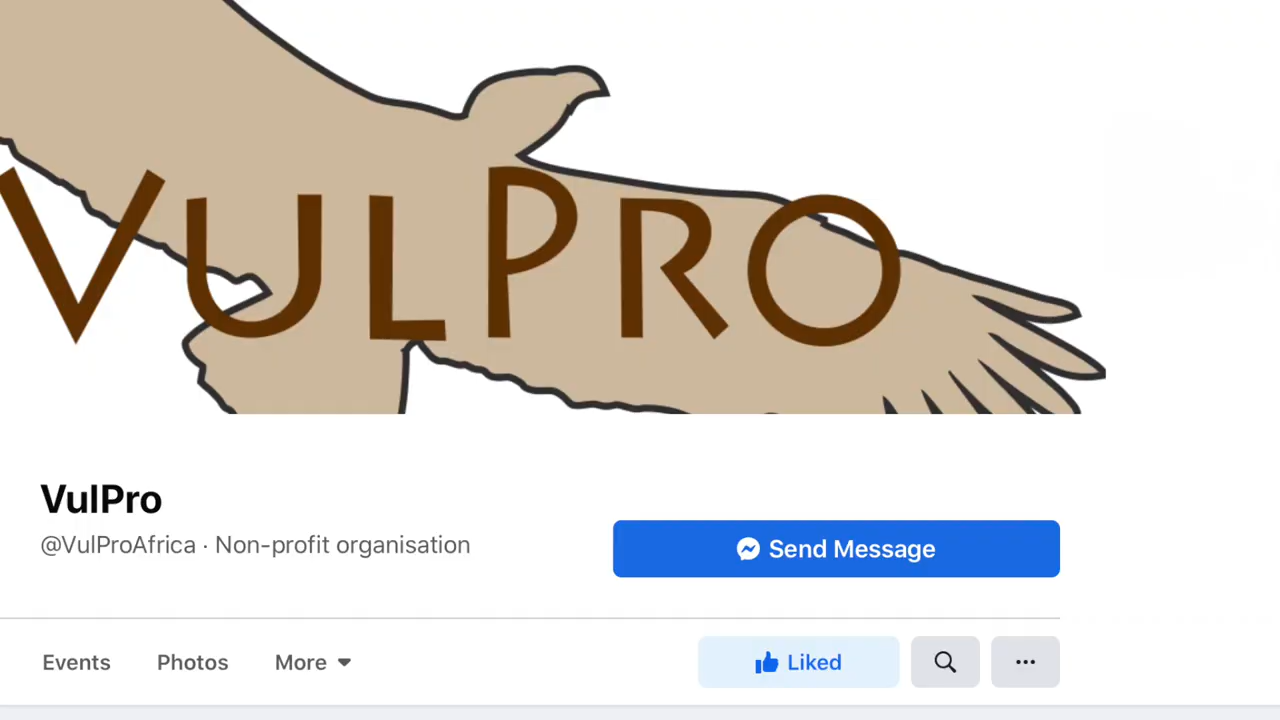 VULPRO
VulPro
@VulProAfrica · Non-profit organisation
Send Message
Events Photos More
Liked